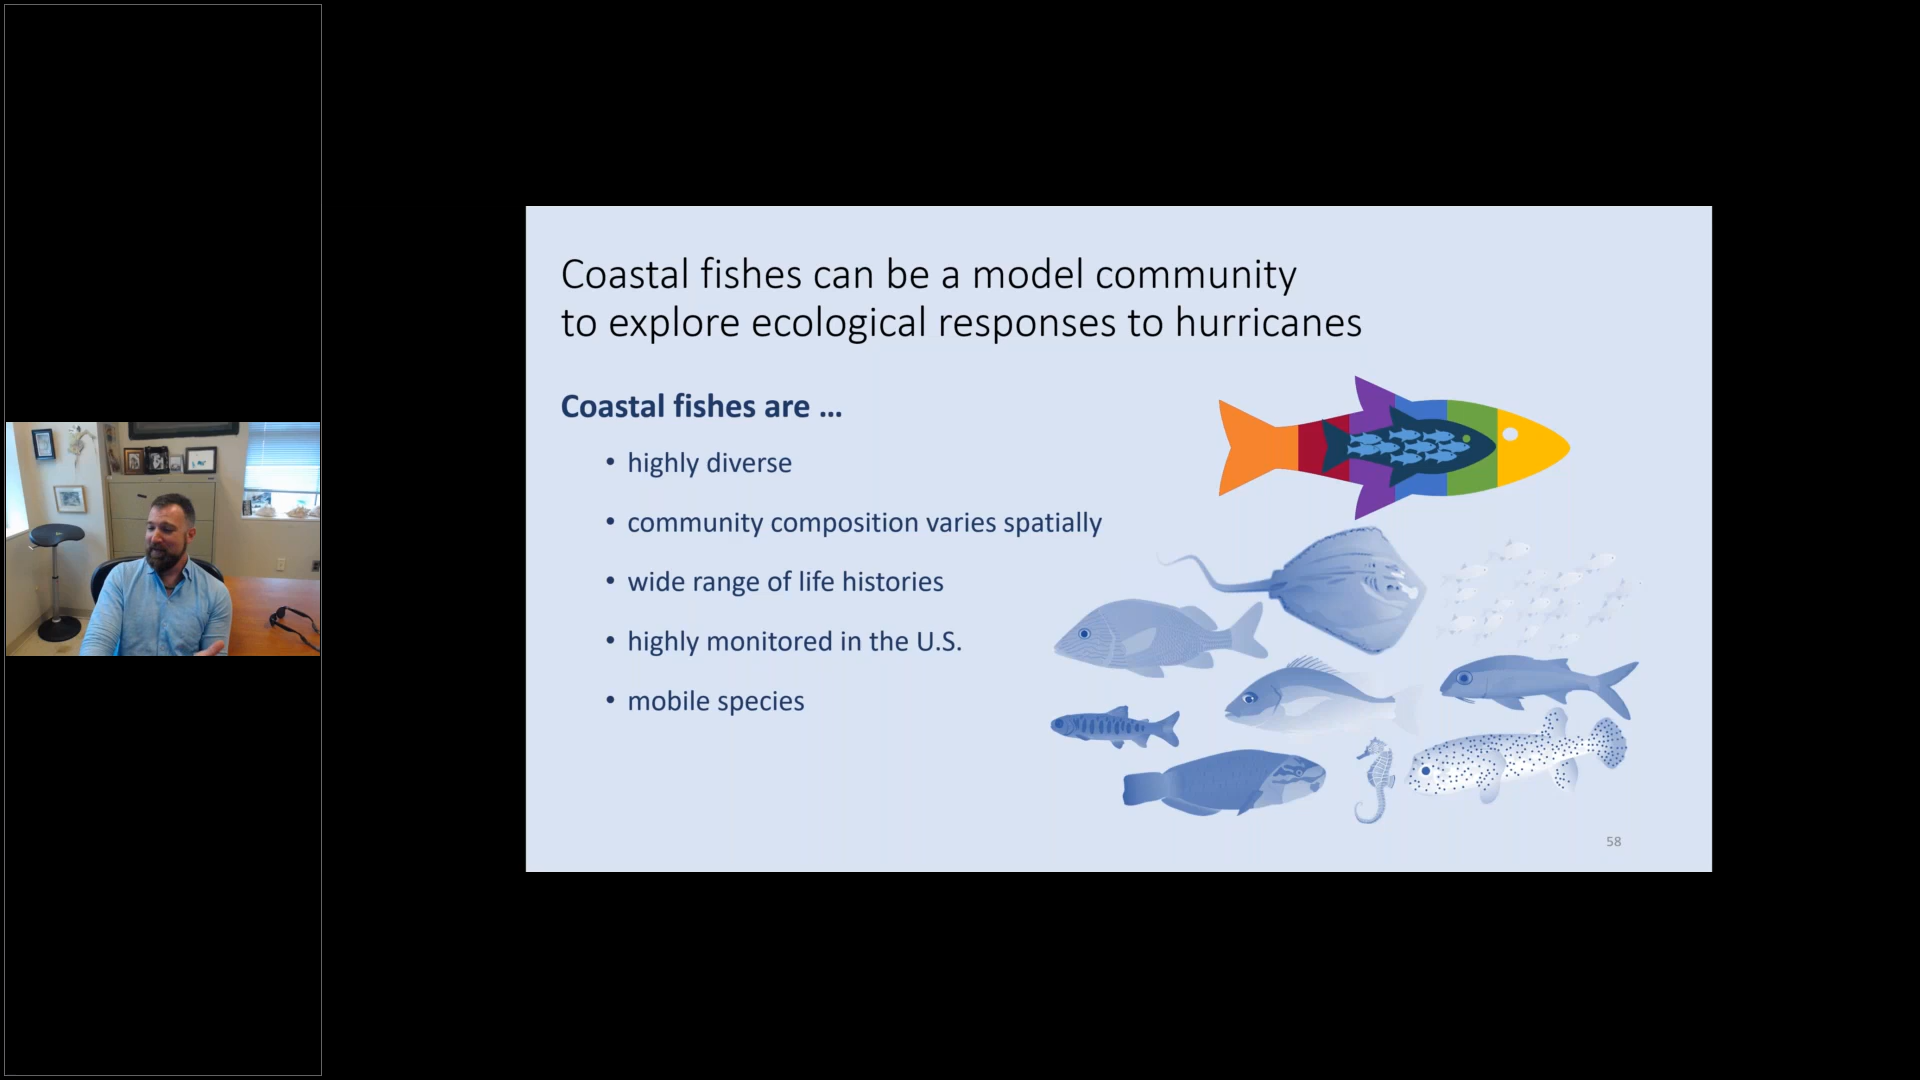 Coastal fishes can be a model community
to explore ecological responses to hurricanes
Coastal fishes are ...
• highly diverse
• community composition varies spatially
• wide range of life histories
• highly monitored in the U.S.
• mobile species
58